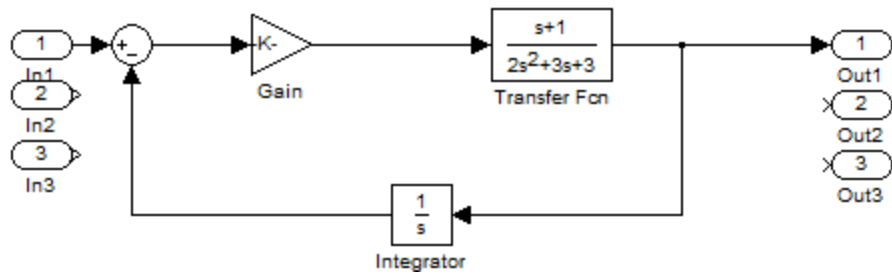 1
In1
2
In2
3
In3
+
−
K-
Gain
s+1
2s²+3s+3
Transfer Fcn
1
s
Integrator
1
Out1
2
Out2
3
Out3